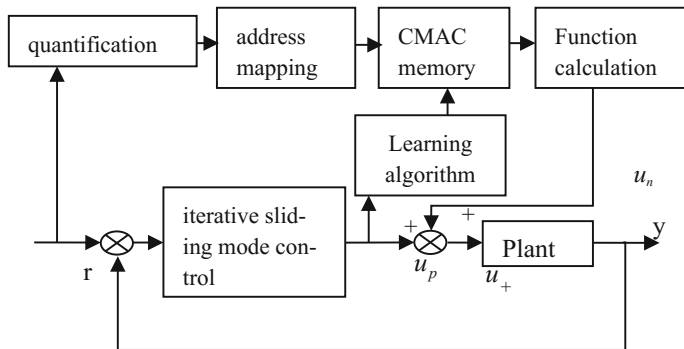 quantification
address
mapping
CMAC
memory
Function
calculation
Learning
algorithm
u_n
iterative slid-
ing mode con-
trol
+
+
Plant
y
r
u_p
u_+